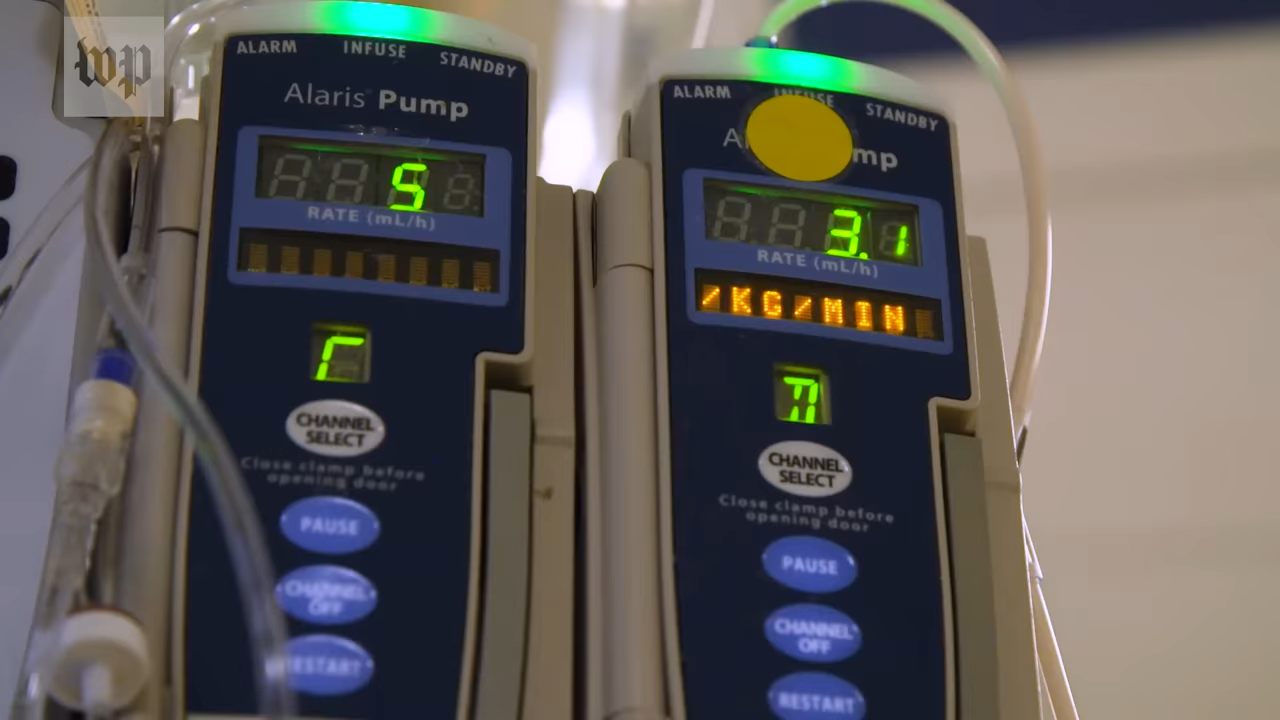 wp
ALARM INFUSE STANDBY
Alaris Pump
5
RATE (mL/h)
CHANNEL
SELECT
Close clamp before
opening door
PAUSE
CHANNEL
OFF
RESTART
ALARM INFUSE STANDBY
3.1
RATE (mL/h)
/KG/MIN
CHANNEL
SELECT
Close clamp before
opening door
PAUSE
CHANNEL
OFF
RESTART